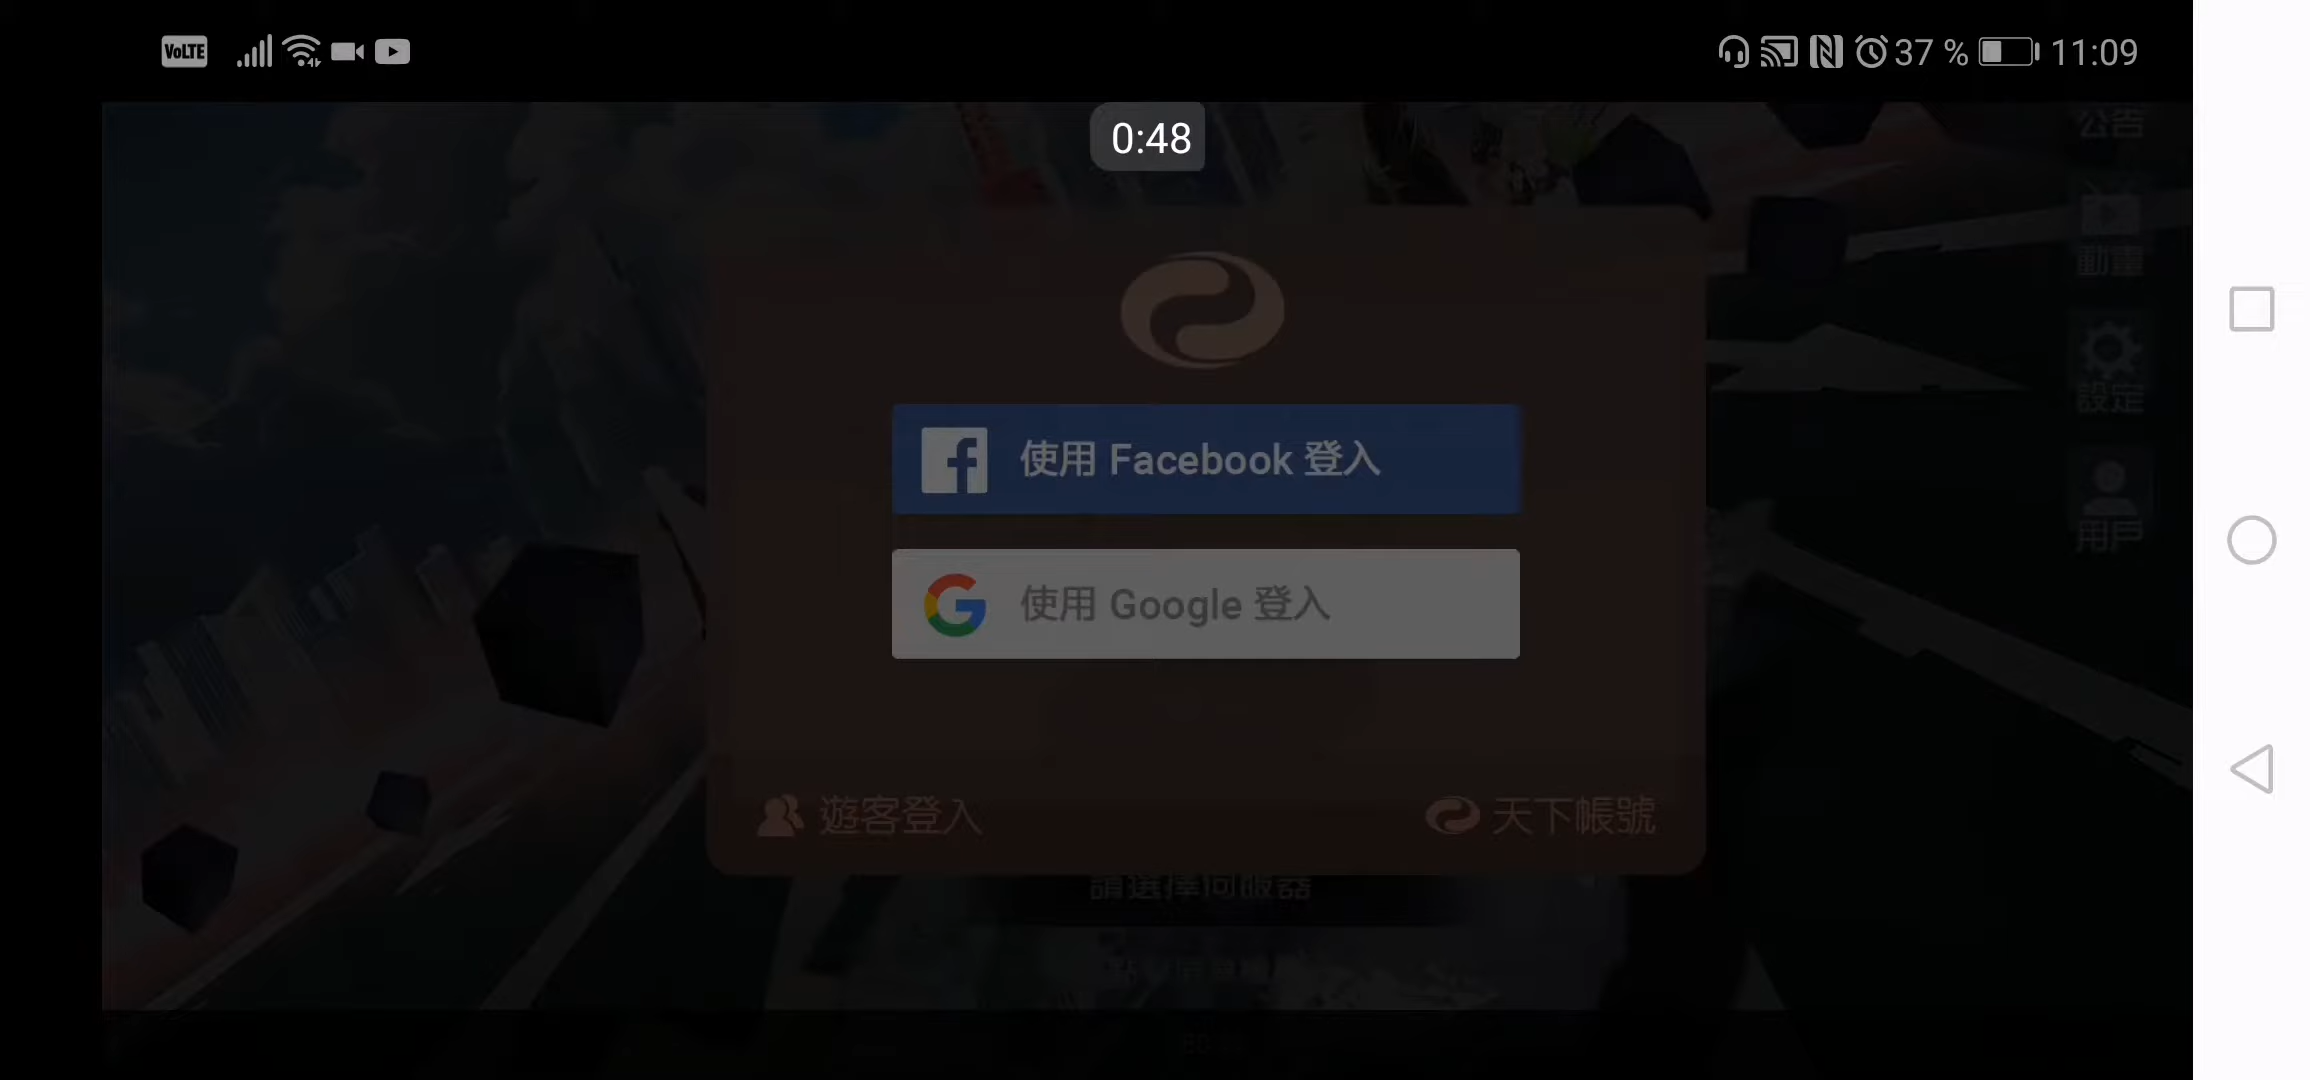 VoLTE
37 %
11:09
0:48
公告
動畫
設定
用戶
使用 Facebook 登入
使用 Google 登入
遊客登入
天下帳號
請選擇伺服器